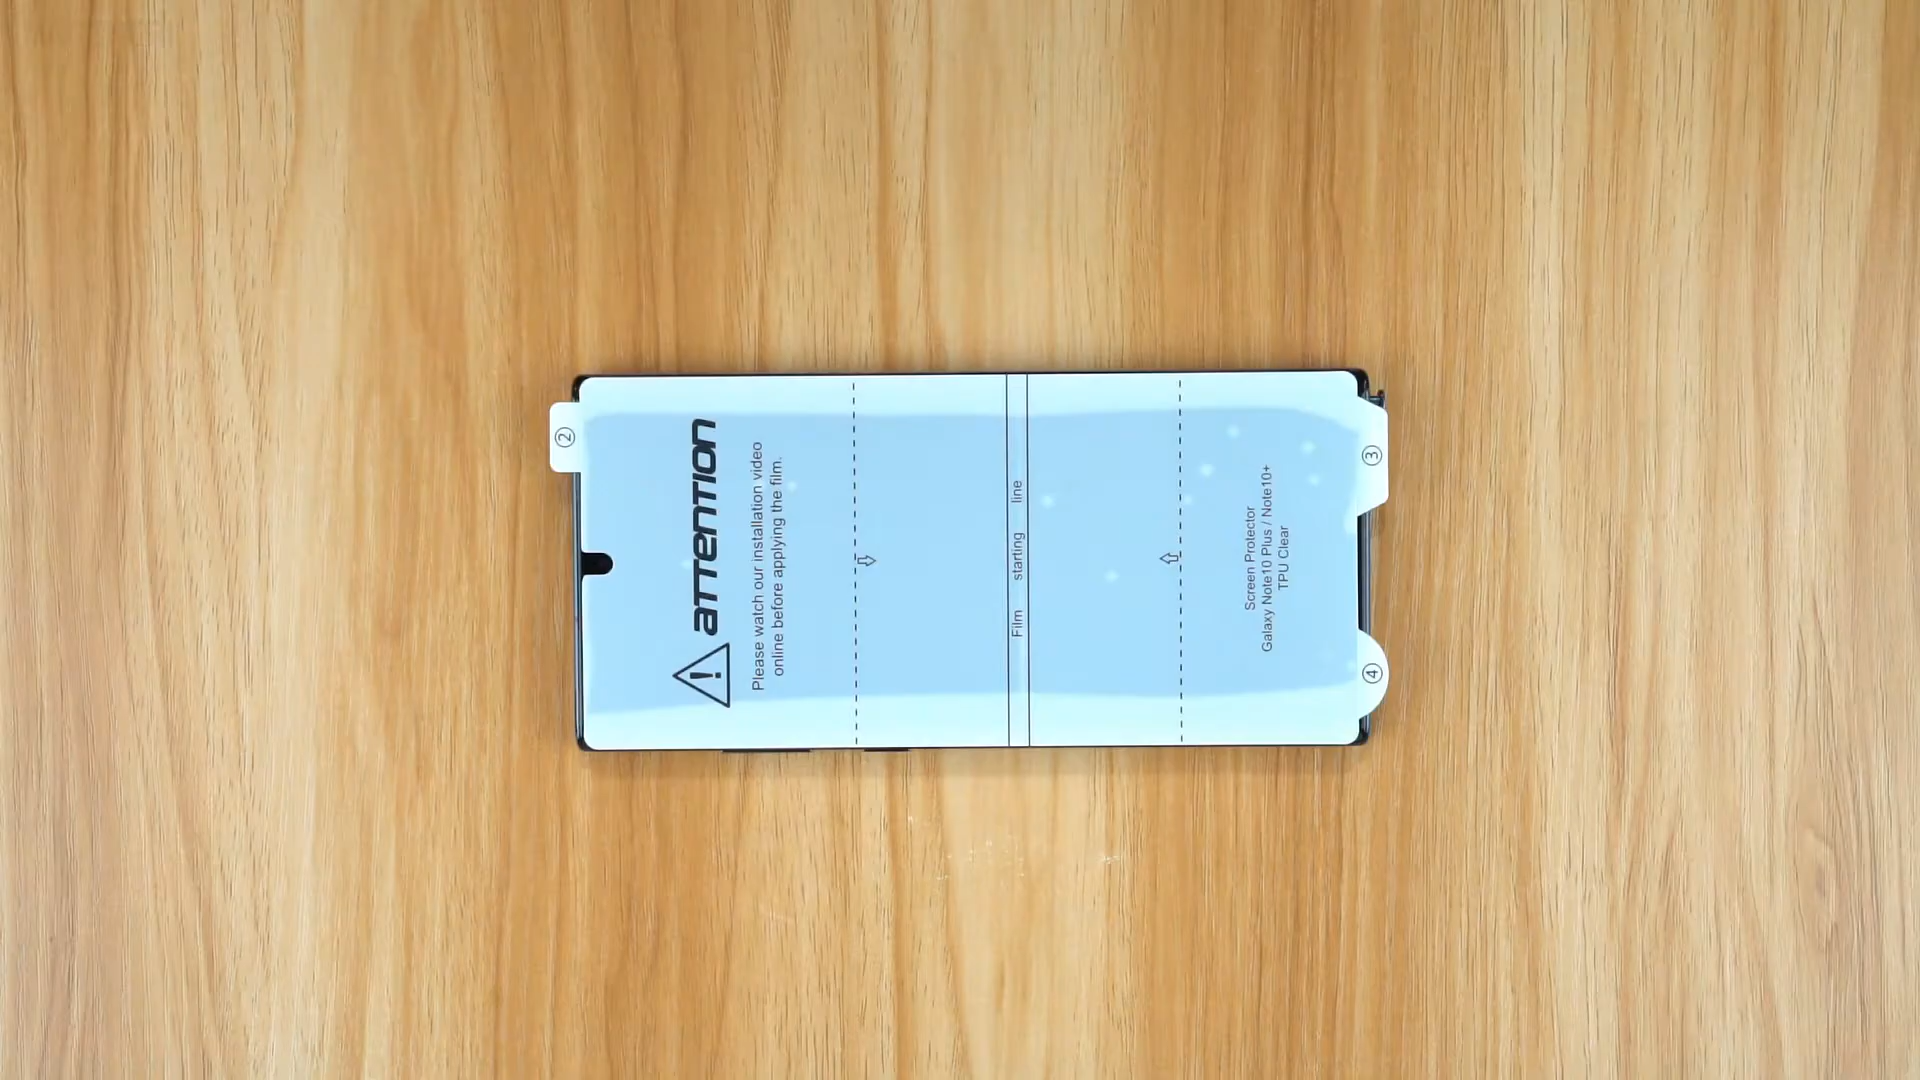 ②
ATTENTION
Please watch our installation video
online before applying the film.
Film starting line
Screen Protector
Galaxy Note10 Plus / Note10+
TPU Clear
③
④